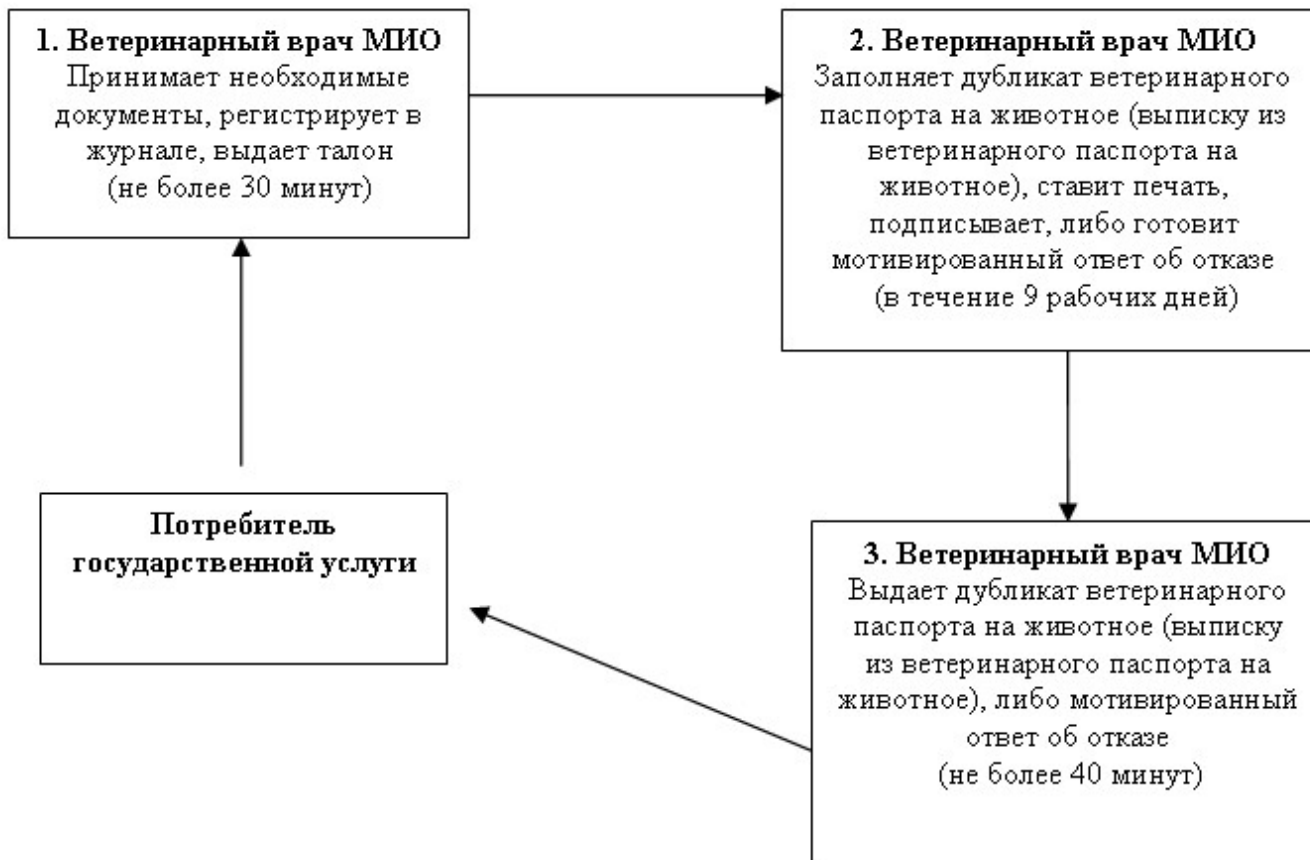 1. Ветеринарный врач МИО
Принимает необходимые
документы, регистрирует в
журнале, выдает талон
(не более 30 минут)
2. Ветеринарный врач МИО
Заполняет дубликат ветеринарного
паспорта на животное (выписку из
ветеринарного паспорта на
животное), ставит печать,
подписывает, либо готовит
мотивированный ответ об отказе
(в течение 9 рабочих дней)
Потребитель
государственной услуги
3. Ветеринарный врач МИО
Выдает дубликат ветеринарного
паспорта на животное (выписку
из ветеринарного паспорта на
животное), либо мотивированный
ответ об отказе
(не более 40 минут)